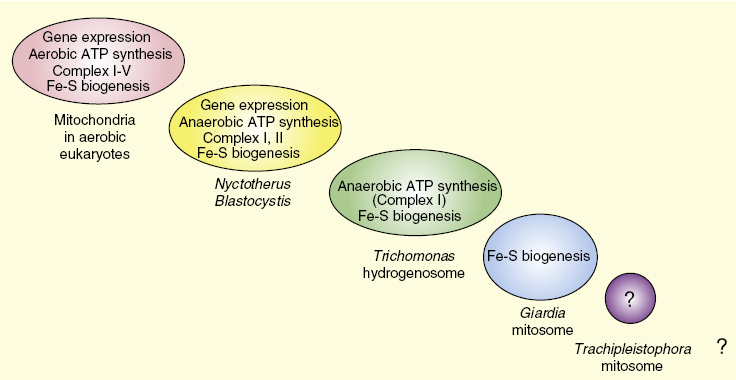 Gene expression
Aerobic ATP synthesis
Complex I-V
Fe-S biogenesis
Mitochondria
in aerobic
eukaryotes
Gene expression
Anaerobic ATP synthesis
Complex I, II
Fe-S biogenesis
Nyctotherus
Blastocystis
Anaerobic ATP synthesis
(Complex I)
Fe-S biogenesis
Trichomonas
hydrogenosome
Fe-S biogenesis
Giardia
mitosome
?
Trachipleistophora
mitosome
?